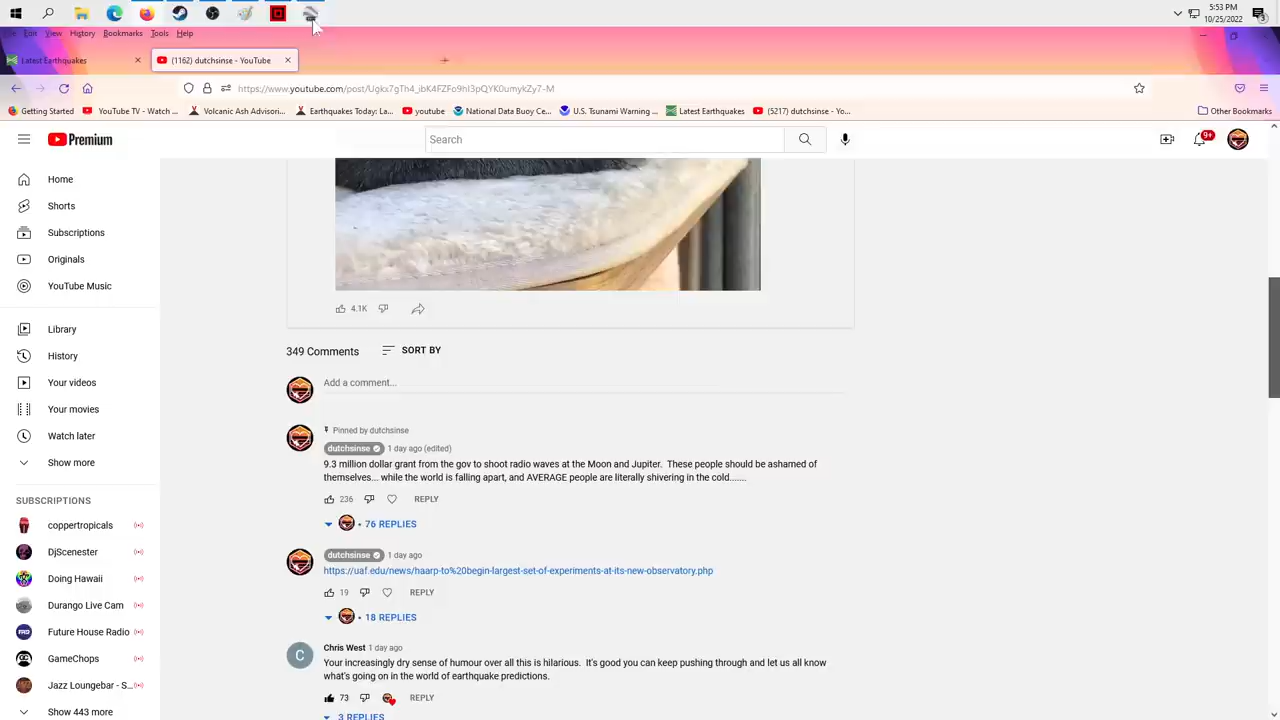 5:53 PM
10/25/2022
3
File Edit View History Bookmarks Tools Help
Latest Earthquakes
(1162) dutchsinse - YouTube
https://www.youtube.com/post/Ugkx7gTh4_ibK4FZFo9hI3pQYK0umykZy7-M
Getting Started YouTube TV - Watch ... Volcanic Ash Advisori... Earthquakes Today: La... youtube National Data Buoy Ce... U.S. Tsunami Warning ... Latest Earthquakes (5217) dutchsinse - Yo... Other Bookmarks
Premium
Search
9+
Home
Shorts
Subscriptions
Originals
YouTube Music
Library
History
Your videos
Your movies
Watch later
Show more
SUBSCRIPTIONS
coppertropicals
DjScenester
Doing Hawaii
Durango Live Cam
Future House Radio
GameChops
Jazz Loungebar - S...
Show 443 more
4.1K
349 Comments SORT BY
Add a comment...
Pinned by dutchsinse
dutchsinse 1 day ago (edited)
9.3 million dollar grant from the gov to shoot radio waves at the Moon and Jupiter. These people should be ashamed of
themselves... while the world is falling apart, and AVERAGE people are literally shivering in the cold.......
236 REPLY
76 REPLIES
dutchsinse 1 day ago
https://uaf.edu/news/haarp-to%20begin-largest-set-of-experiments-at-its-new-observatory.php
19 REPLY
18 REPLIES
C
Chris West 1 day ago
Your increasingly dry sense of humour over all this is hilarious. It's good you can keep pushing through and let us all know
what's going on in the world of earthquake predictions.
73 REPLY
3 REPLIES